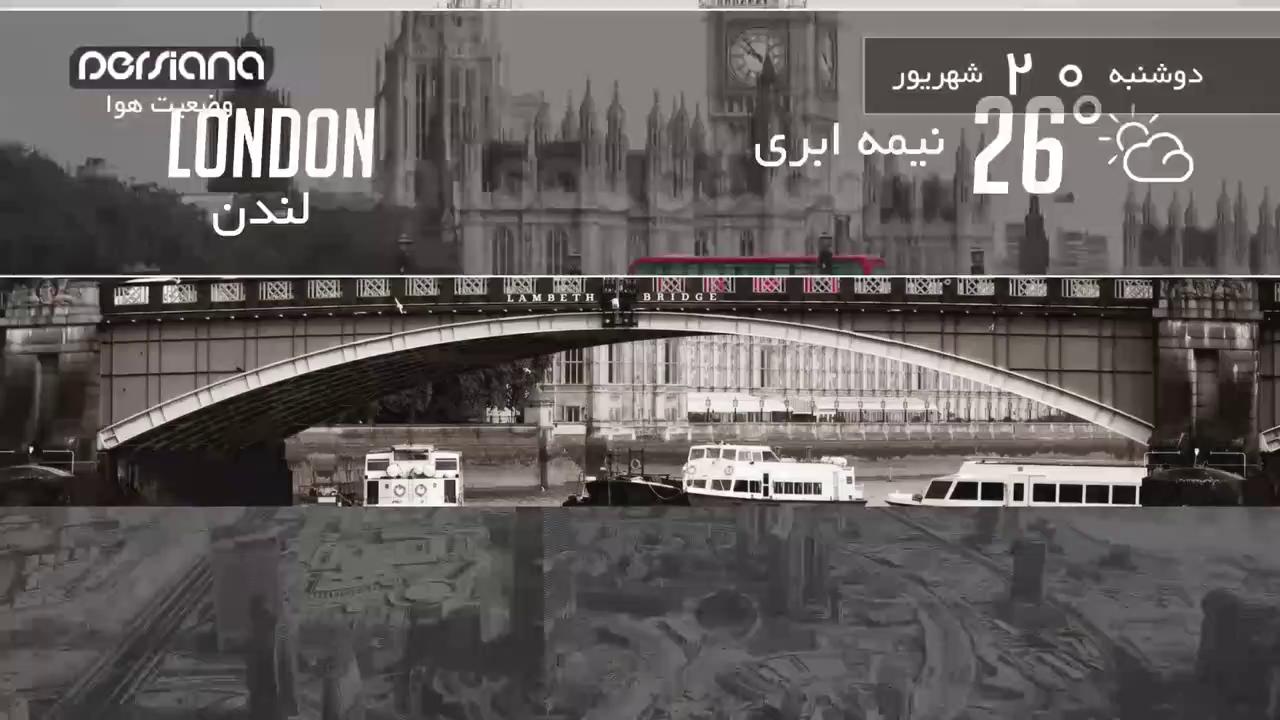 persiana
وضعیت هوا
LONDON
لندن
دوشنبه ۲۰ شهریور
26°
نیمه ابری
LAMBETH BRIDGE